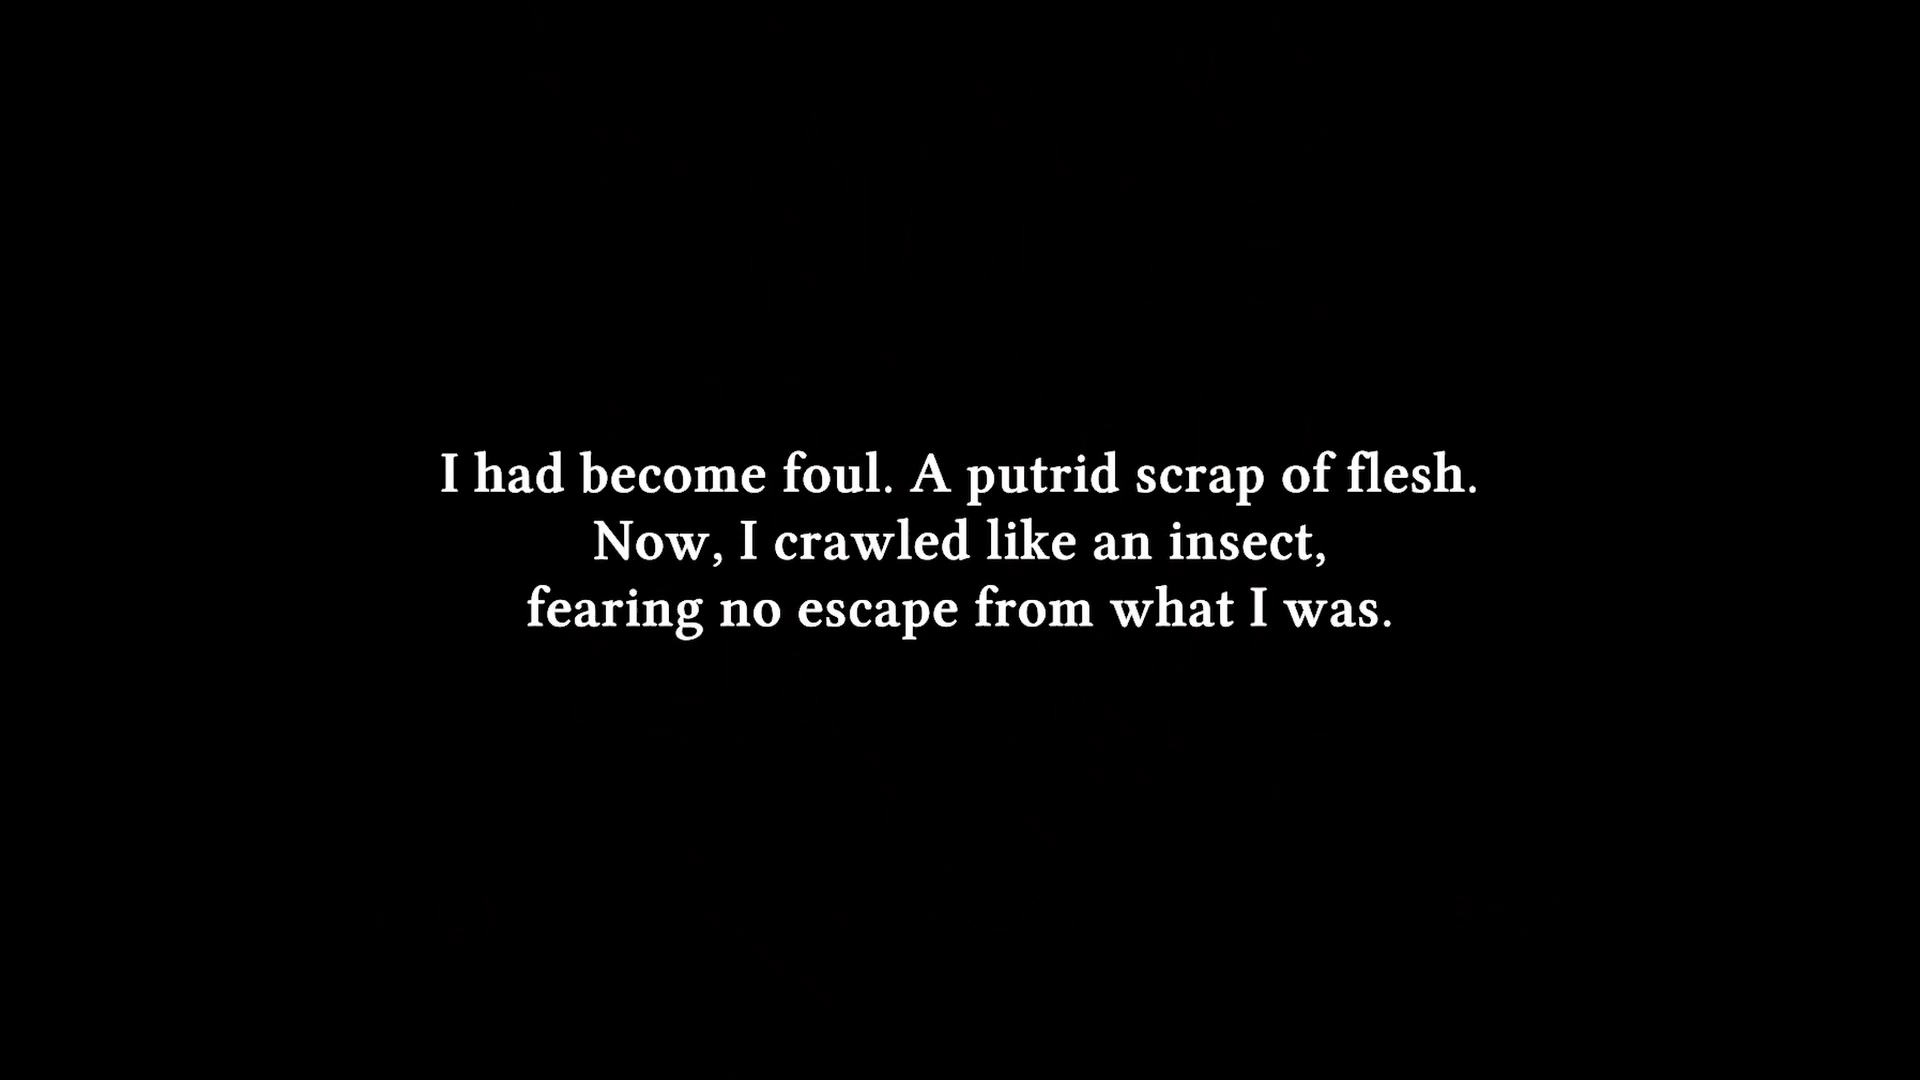 I had become foul. A putrid scrap of flesh.
Now, I crawled like an insect,
fearing no escape from what I was.